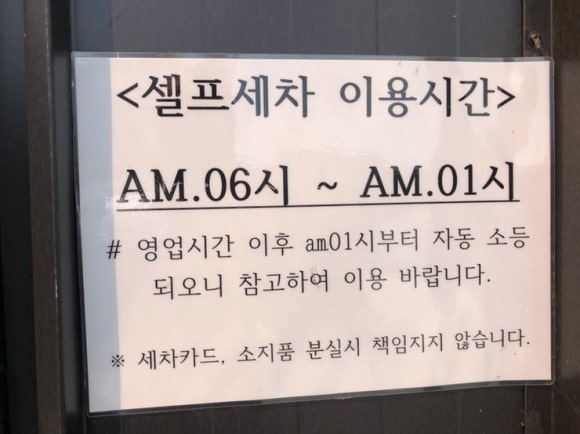 <셀프세차 이용시간>
AM.06시 ~ AM.01시
# 영업시간 이후 am01시부터 자동 소등
되오니 참고하여 이용 바랍니다.
※ 세차카드, 소지품 분실시 책임지지 않습니다.